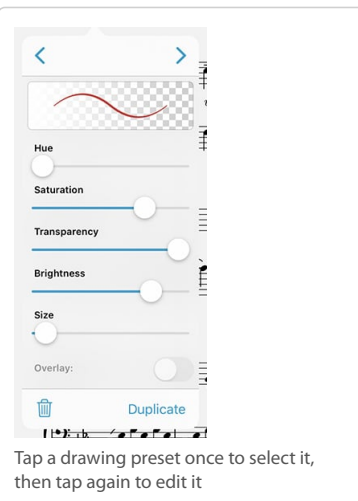 Hue
Saturation
Transparency
Brightness
Size
Overlay:
Duplicate
Tap a drawing preset once to select it,
then tap again to edit it